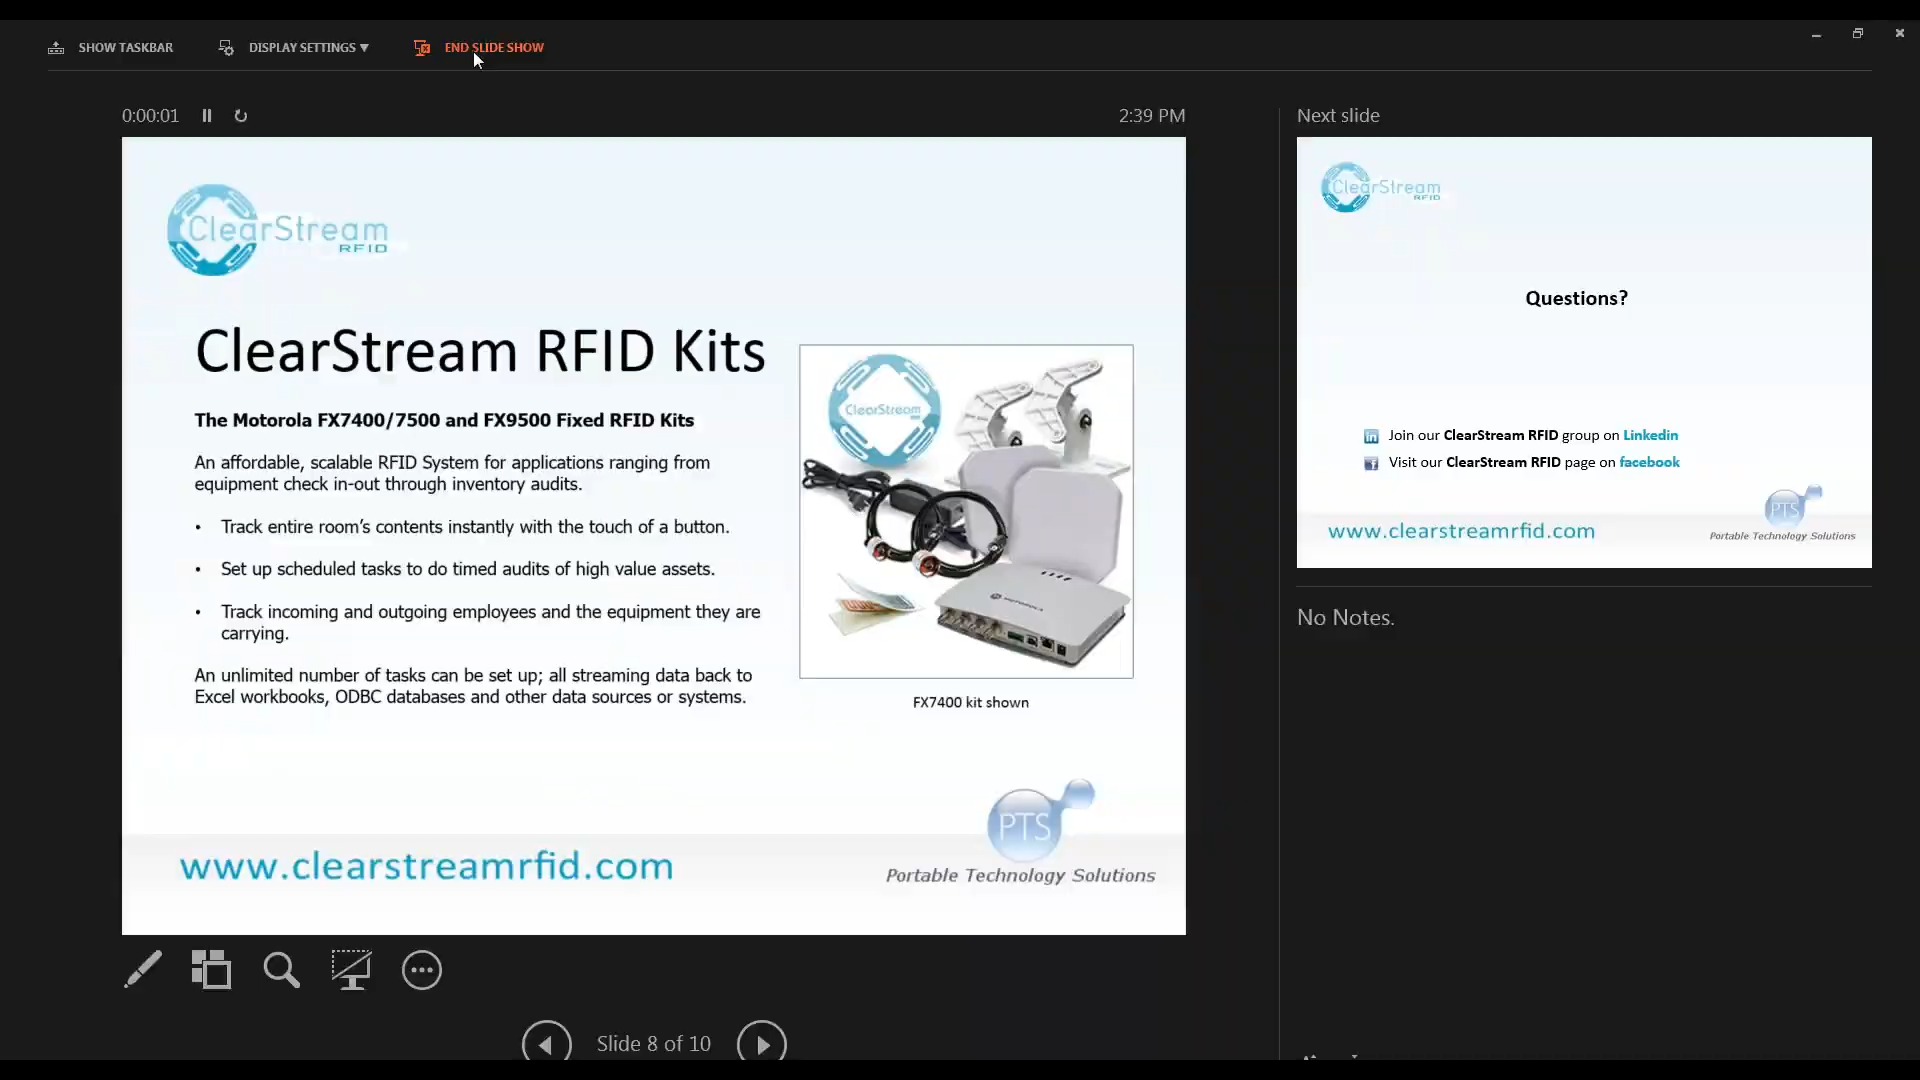 SHOW TASKBAR
DISPLAY SETTINGS ▼
END SLIDE SHOW
0:00:01
2:39 PM
ClearStream
RFID
ClearStream RFID Kits
The Motorola FX7400/7500 and FX9500 Fixed RFID Kits
An affordable, scalable RFID System for applications ranging from
equipment check in-out through inventory audits.
• Track entire room's contents instantly with the touch of a button.
• Set up scheduled tasks to do timed audits of high value assets.
• Track incoming and outgoing employees and the equipment they are
carrying.
An unlimited number of tasks can be set up; all streaming data back to
Excel workbooks, ODBC databases and other data sources or systems.
ClearStream
MOTOROLA
FX7400 kit shown
www.clearstreamrfid.com
PTS
Portable Technology Solutions
Slide 8 of 10
Next slide
ClearStream
RFID
Questions?
in Join our ClearStream RFID group on Linkedin
f Visit our ClearStream RFID page on facebook
www.clearstreamrfid.com
PTS
Portable Technology Solutions
No Notes.